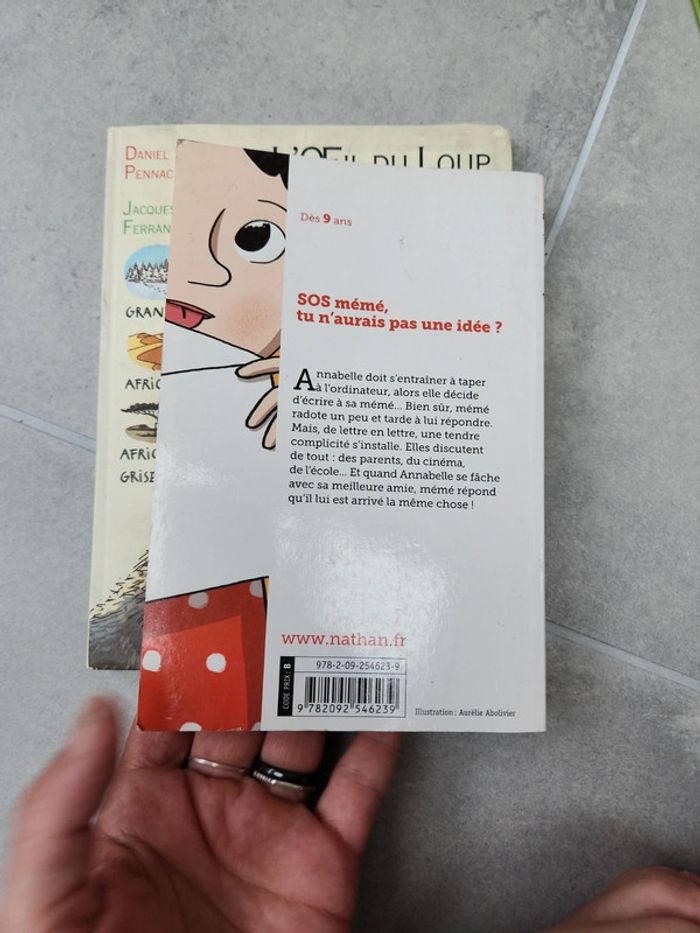 DANIEL
PENNAC
L'ŒIL DU LOUP
JACQUES
FERRAN
GRAN
AFRIC
AFRIC
GRISE
Dès 9 ans
SOS mémé,
tu n'aurais pas une idée ?
Annabelle doit s'entraîner à taper
à l'ordinateur, alors elle décide
d'écrire à sa mémé... Bien sûr, mémé
radote un peu et tarde à lui répondre.
Mais, de lettre en lettre, une tendre
complicité s'installe. Elles discutent
de tout : des parents, du cinéma,
de l'école... Et quand Annabelle se fâche
avec sa meilleure amie, mémé répond
qu'il lui est arrivé la même chose !
www.nathan.fr
CODE PRIX : B
978-2-09-254623-9
9 782092 546239
Illustration : Aurélie Abolivier